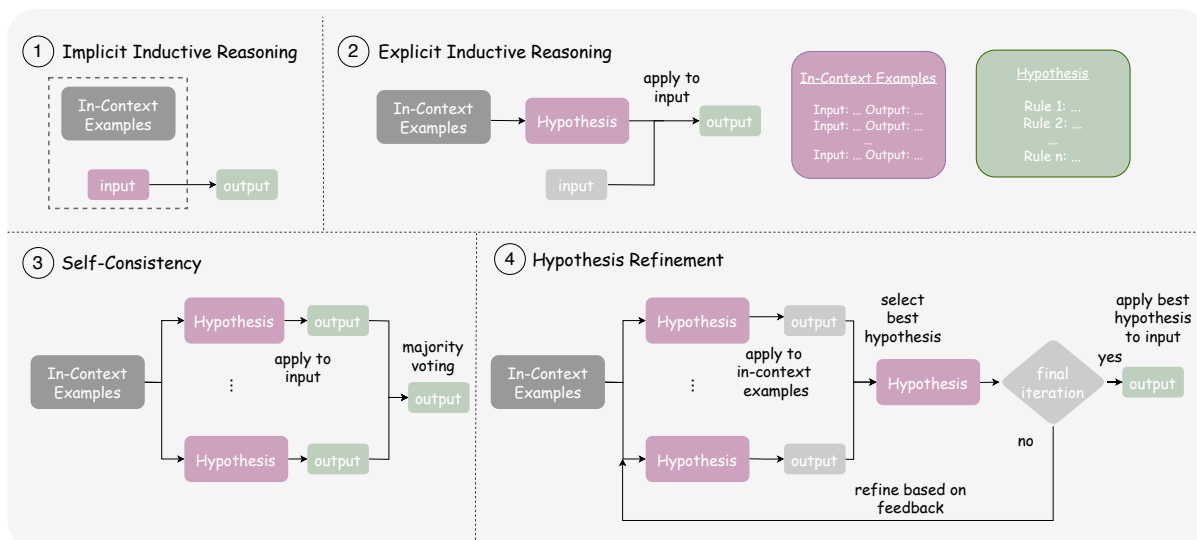 1 Implicit Inductive Reasoning
In-Context
Examples
input
output
2 Explicit Inductive Reasoning
In-Context
Examples
Hypothesis
apply to
input
output
input
In-Context Examples
Input: ... Output: ...
Input: ... Output: ...
...
Input: ... Output: ...
Hypothesis
Rule 1: ...
Rule 2: ...
...
Rule n: ...
3 Self-Consistency
In-Context
Examples
Hypothesis
output
apply to
input
⋮
Hypothesis
output
majority
voting
output
4 Hypothesis Refinement
In-Context
Examples
Hypothesis
output
apply to
in-context
examples
⋮
Hypothesis
output
select
best
hypothesis
Hypothesis
final
iteration
yes
apply best
hypothesis
to input
output
no
refine based on
feedback